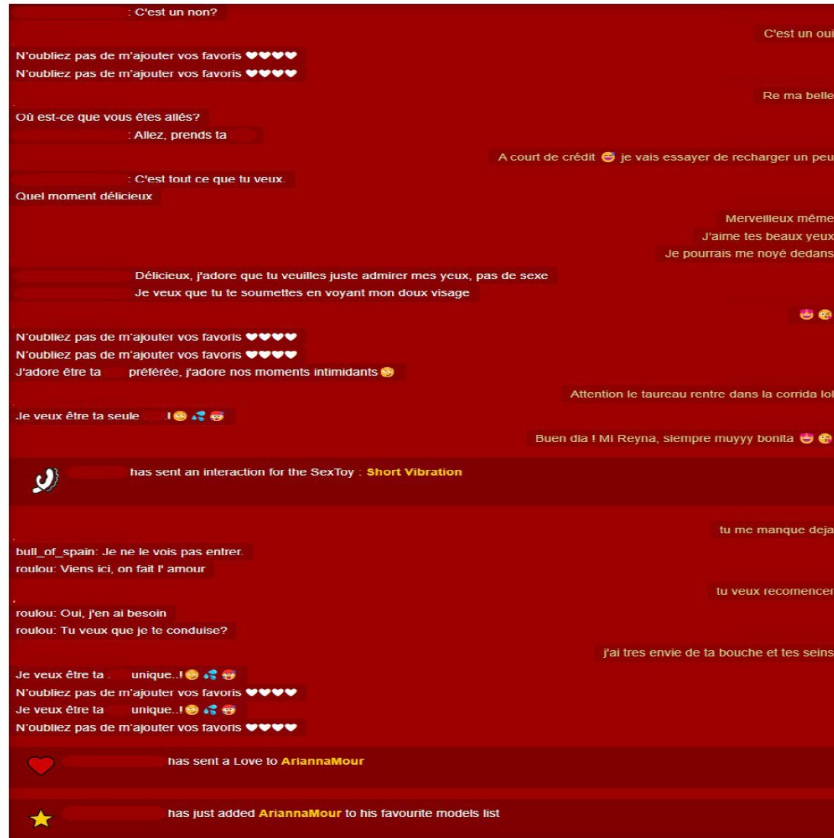 : C'est un non?
C'est un oui
N'oubliez pas de m'ajouter vos favoris ❤❤❤❤
N'oubliez pas de m'ajouter vos favoris ❤❤❤❤
Re ma belle
Où est-ce que vous êtes allés?
: Allez, prends ta
A court de crédit 😅 je vais essayer de recharger un peu
: C'est tout ce que tu veux.
Quel moment délicieux
Merveilleux même
J'aime tes beaux yeux
Je pourrais me noyé dedans
Délicieux, j'adore que tu veuilles juste admirer mes yeux, pas de sexe
Je veux que tu te soumettes en voyant mon doux visage
🤩 😘
N'oubliez pas de m'ajouter vos favoris ❤❤❤❤
N'oubliez pas de m'ajouter vos favoris ❤❤❤❤
J'adore être ta préférée, j'adore nos moments intimidants
Attention le taureau rentre dans la corrida lol
Je veux être ta seule .!
Buen dia ! Mi Reyna, siempre muyyy bonita 🤩 😘
has sent an interaction for the SexToy : Short Vibration
tu me manque deja
bull_of_spain: Je ne le vois pas entrer.
roulou: Viens ici, on fait l' amour
tu veux recomencer
roulou: Oui, j'en ai besoin
roulou: Tu veux que je te conduise?
j'ai tres envie de ta bouche et tes seins
Je veux être ta unique..!
N'oubliez pas de m'ajouter vos favoris ❤❤❤❤
Je veux être ta unique..!
N'oubliez pas de m'ajouter vos favoris ❤❤❤❤
has sent a Love to AriannaMour
has just added AriannaMour to his favourite models list